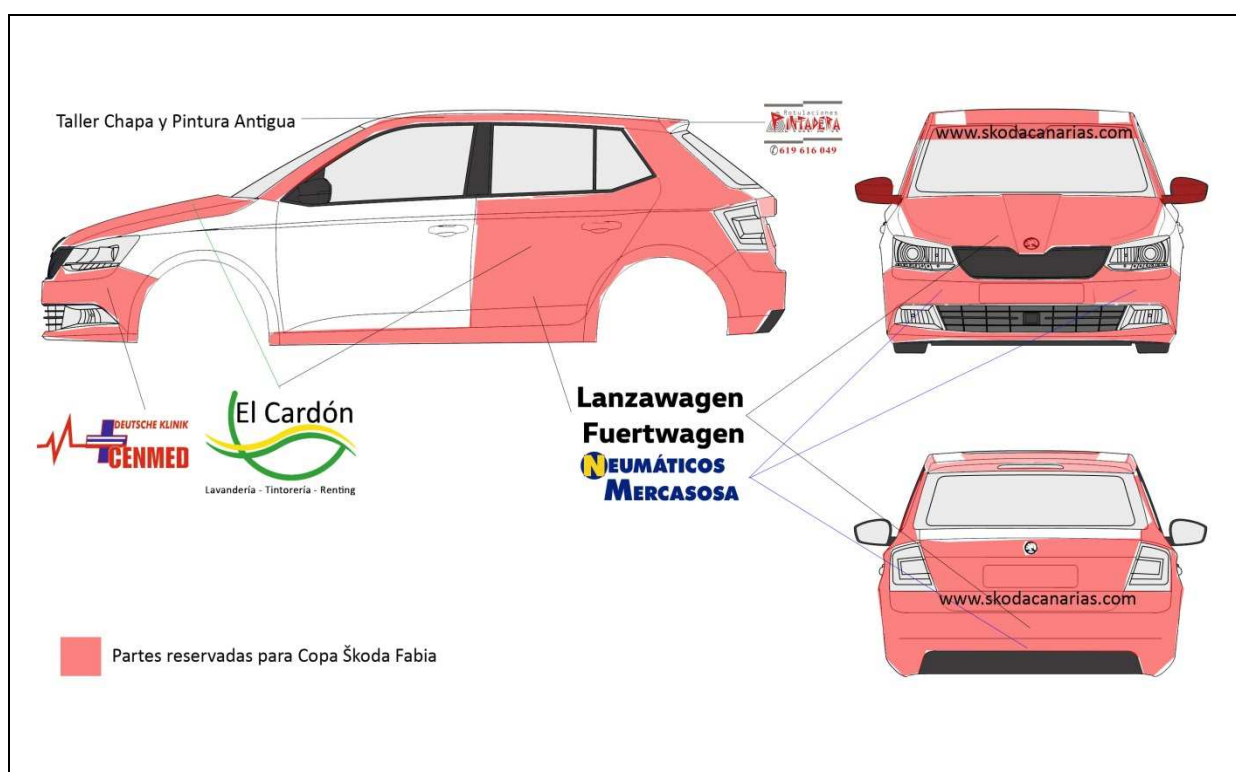 Taller Chapa y Pintura Antigua
Rotulaciones
PINTADERA
619 616 049
www.skodacanarias.com
DEUTSCHE KLINIK
CENMED
El Cardón
Lavandería - Tintorería - Renting
Lanzawagen
Fuertwagen
NEUMÁTICOS
MERCASOSA
www.skodacanarias.com
Partes reservadas para Copa Škoda Fabia